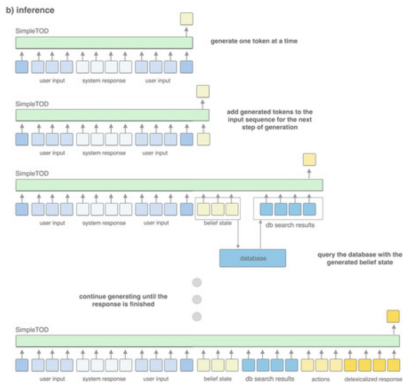 b) inference
SimpleTOD
generate one token at a time
user input system response user input
SimpleTOD
add generated tokens to the
input sequence for the next
step of generation
user input system response user input
SimpleTOD
user input system response user input belief state db search results
database
query the database with the
generated belief state
continue generating until the
response is finished
SimpleTOD
user input system response user input belief state db search results actions delexicalized response